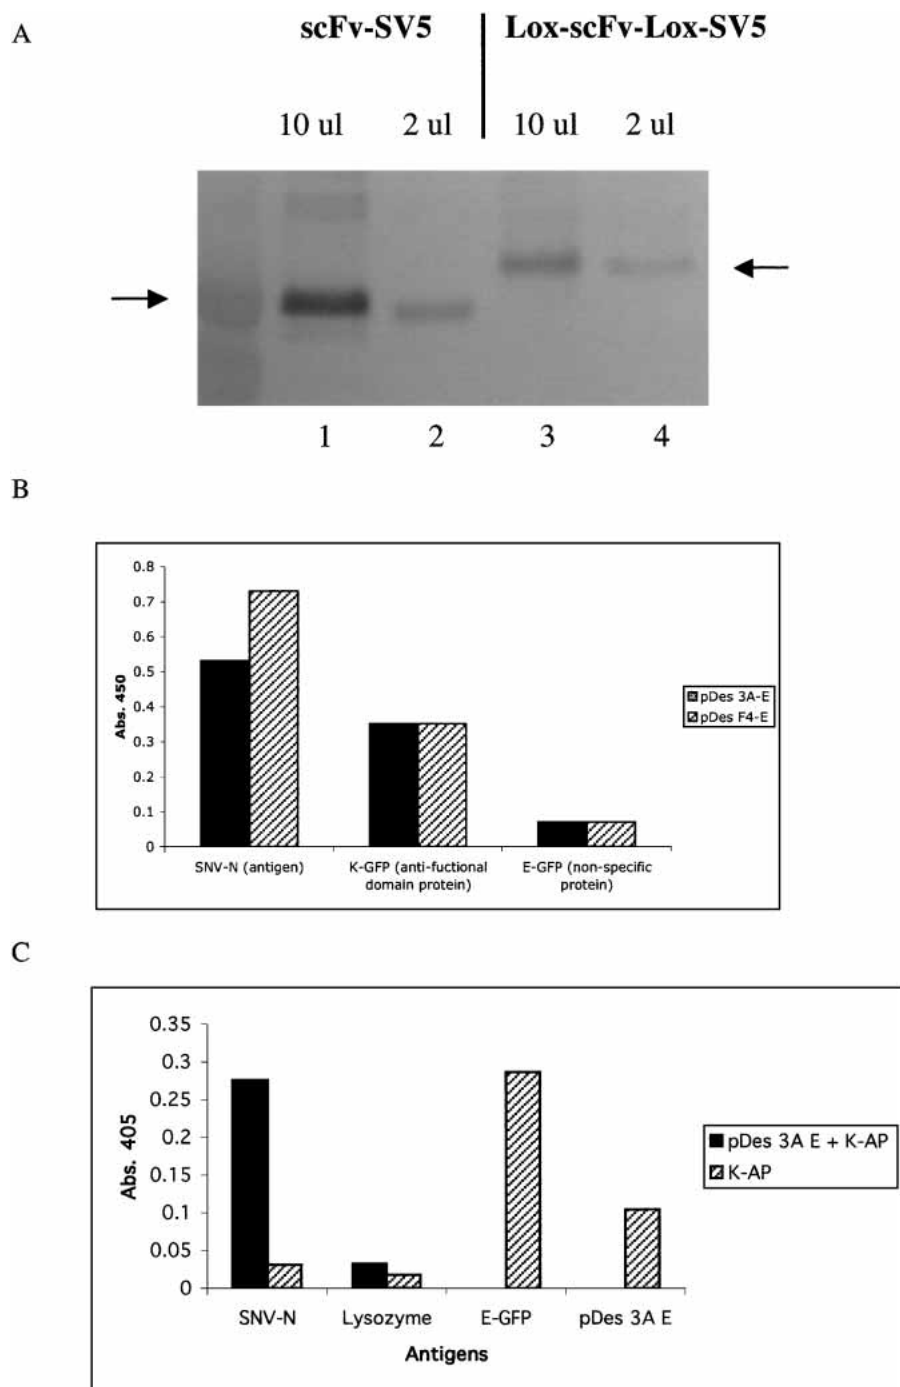 A
scFv-SV5 Lox-scFv-Lox-SV5
10 ul 2 ul 10 ul 2 ul
1 2 3 4
B
0.8
0.7
0.6
0.5
0.4
0.3
0.2
0.1
0
Abs. 450
SNV-N (antigen)
K-GFP (anti-fuctional
domain protein)
E-GFP (non-specific
protein)
pDes 3A-E
pDes F4-E
C
0.35
0.3
0.25
0.2
0.15
0.1
0.05
0
Abs. 405
SNV-N Lysozyme E-GFP pDes 3A E
Antigens
pDes 3A E + K-AP
K-AP